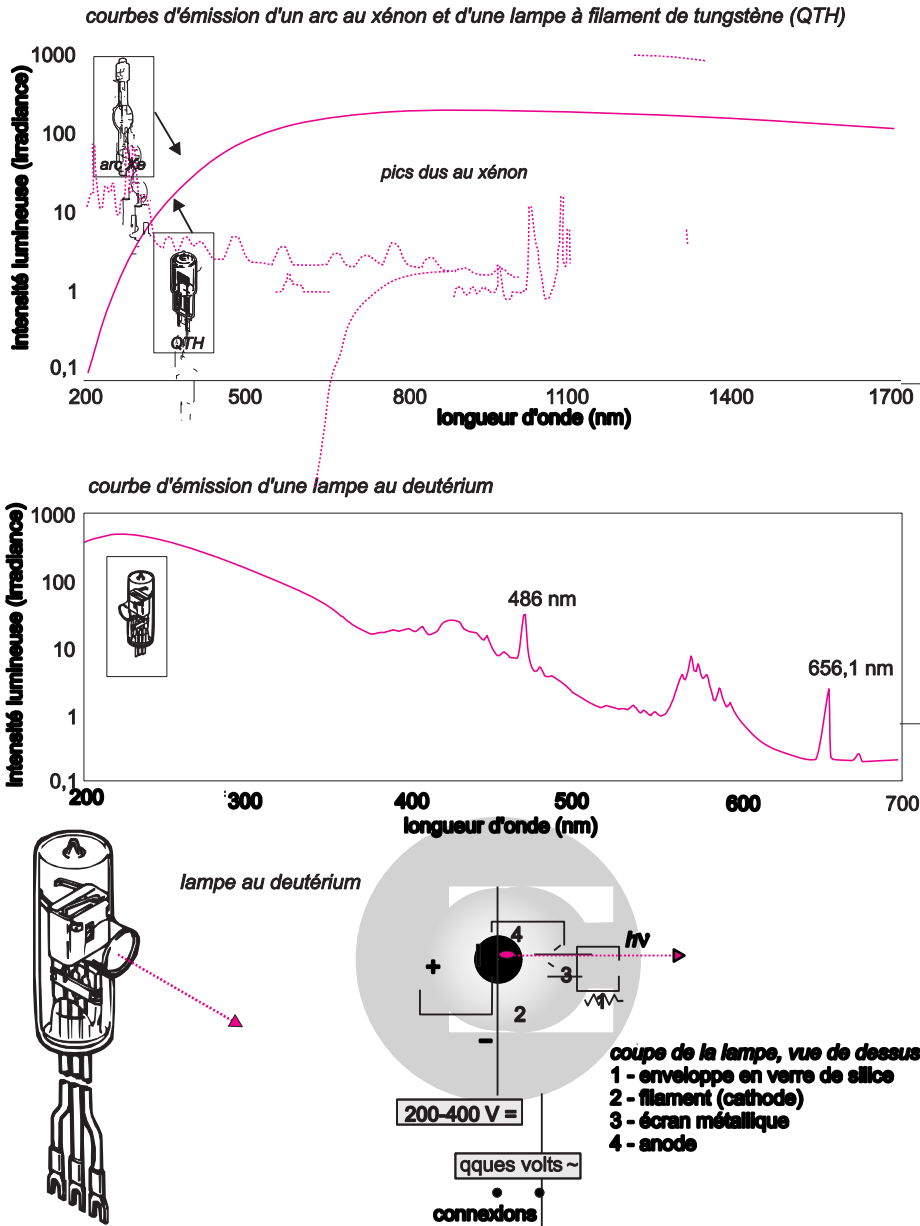 courbes d'émission d'un arc au xénon et d'une lampe à filament de tungstène (QTH)
intensité lumineuse (irradiance)
1000
100
10
1
0,1
arc Xe
QTH
pics dus au xénon
200 500 800 1100 1400 1700
longueur d'onde (nm)
courbe d'émission d'une lampe au deutérium
intensité lumineuse (irradiance)
1000
100
10
1
0,1
486 nm
656,1 nm
200 300 400 500 600 700
longueur d'onde (nm)
lampe au deutérium
4
hν
+
3
1
2
-
coupe de la lampe, vue de dessus
1 - enveloppe en verre de silice
2 - filament (cathode)
3 - écran métallique
4 - anode
200-400 V =
qques volts ~
connexions